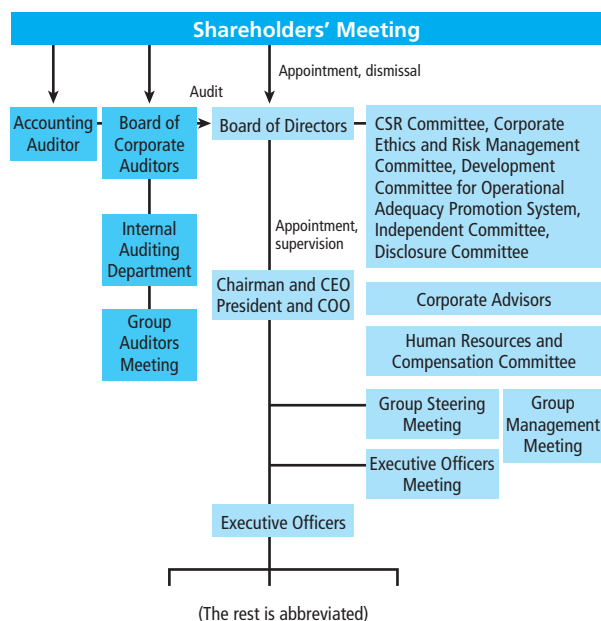 Shareholders’ Meeting
Appointment, dismissal
Audit
Accounting
Auditor
Board of
Corporate
Auditors
Board of Directors
CSR Committee, Corporate
Ethics and Risk Management
Committee, Development
Committee for Operational
Adequacy Promotion System,
Independent Committee,
Disclosure Committee
Internal
Auditing
Department
Appointment,
supervision
Chairman and CEO
President and COO
Corporate Advisors
Group
Auditors
Meeting
Human Resources and
Compensation Committee
Group Steering
Meeting
Group
Management
Meeting
Executive Officers
Meeting
Executive Officers
(The rest is abbreviated)